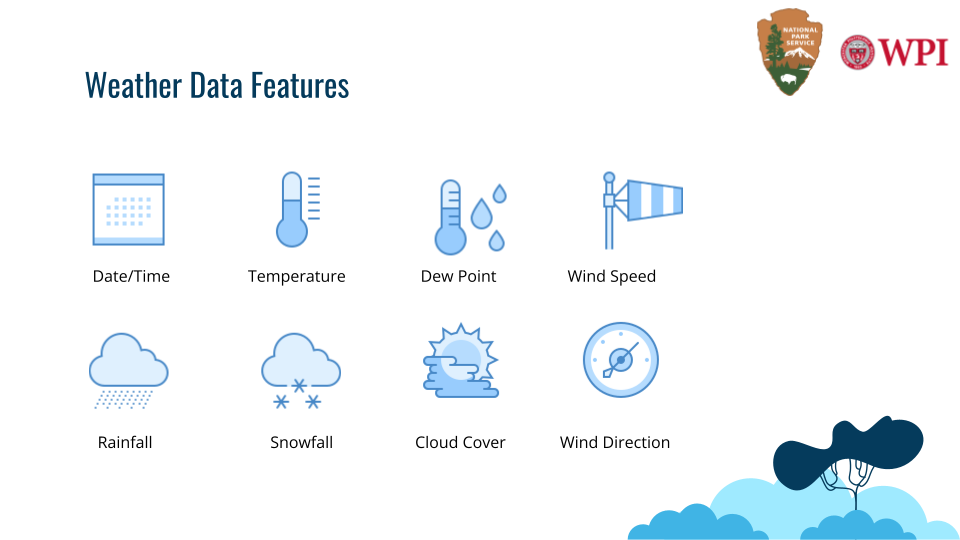 NATIONAL
PARK
SERVICE
WPI
Weather Data Features
Date/Time
Temperature
Dew Point
Wind Speed
Rainfall
Snowfall
Cloud Cover
Wind Direction